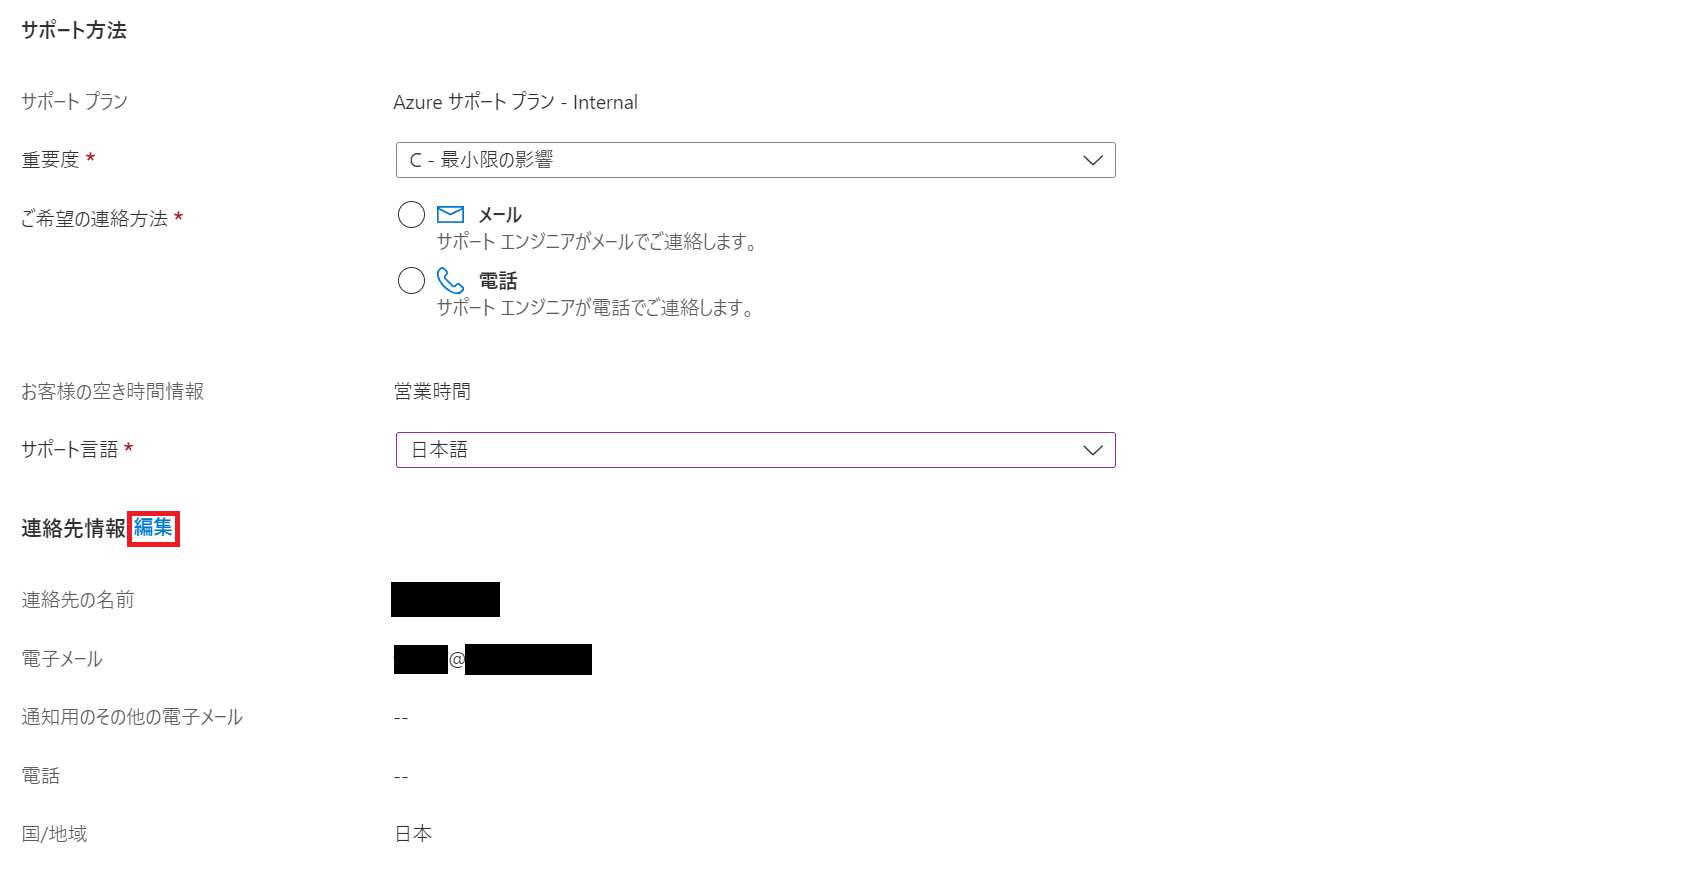 サポート方法
サポート プラン Azure サポート プラン - Internal
重要度 * C - 最小限の影響
ご希望の連絡方法 * メール
サポート エンジニアがメールでご連絡します。
電話
サポート エンジニアが電話でご連絡します。
お客様の空き時間情報 営業時間
サポート言語 * 日本語
連絡先情報 編集
連絡先の名前
電子メール @
通知用のその他の電子メール --
電話 --
国/地域 日本